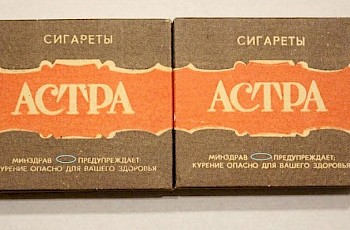 СИГАРЕТЫ
АСТРА
МИНЗДРАВ ПРЕДУПРЕЖДАЕТ:
КУРЕНИЕ ОПАСНО ДЛЯ ВАШЕГО ЗДОРОВЬЯ
СИГАРЕТЫ
АСТРА
МИНЗДРАВ ПРЕДУПРЕЖДАЕТ:
КУРЕНИЕ ОПАСНО ДЛЯ ВАШЕГО ЗДОРОВЬЯ